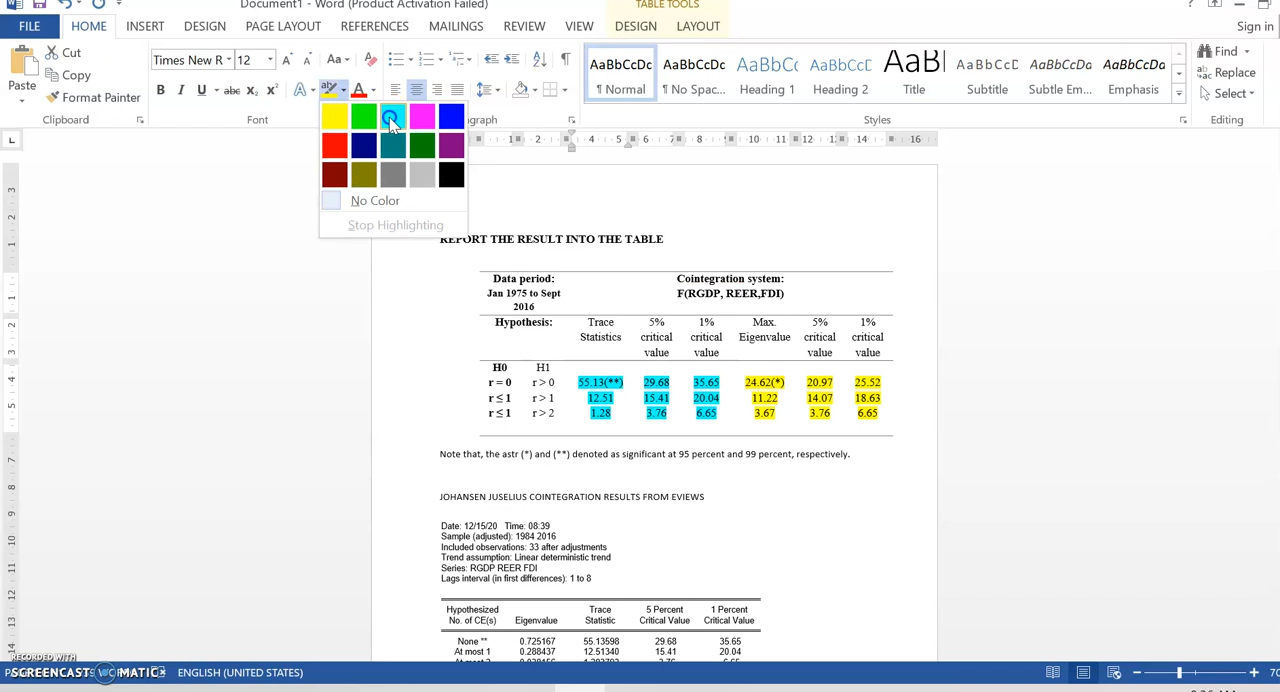 Document1 - Word (Product Activation Failed)
TABLE TOOLS
FILE HOME INSERT DESIGN PAGE LAYOUT REFERENCES MAILINGS REVIEW VIEW DESIGN LAYOUT Sign in
Paste Cut
Copy
Format Painter
Clipboard
Times New R 12
Font
Paragraph
AaBbCcDc AaBbCcDc AaBbCc AaBbCcD AaBb AaBbCcD AaBbCcDc AaBbCcDc
¶ Normal ¶ No Spac... Heading 1 Heading 2 Title Subtitle Subtle Em... Emphasis
Styles
Find
Replace
Select
Editing
No Color
Stop Highlighting
REPORT THE RESULT INTO THE TABLE
Data period: Cointegration system:
Jan 1975 to Sept F(RGDP, REER,FDI)
2016
Hypothesis: Trace 5% 1% Max. 5% 1%
Statistics critical critical Eigenvalue critical critical
value value value value
H0 H1
r = 0 r > 0 55.13(**) 29.68 35.65 24.62(*) 20.97 25.52
r ≤ 1 r > 1 12.51 15.41 20.04 11.22 14.07 18.63
r ≤ 1 r > 2 1.28 3.76 6.65 3.67 3.76 6.65
Note that, the astr (*) and (**) denoted as significant at 95 percent and 99 percent, respectively.
JOHANSEN JUSELIUS COINTEGRATION RESULTS FROM EVIEWS
Date: 12/15/20 Time: 08:39
Sample (adjusted): 1984 2016
Included observations: 33 after adjustments
Trend assumption: Linear deterministic trend
Series: RGDP REER FDI
Lags interval (in first differences): 1 to 8
Hypothesized Trace 5 Percent 1 Percent
No. of CE(s) Eigenvalue Statistic Critical Value Critical Value
None ** 0.725167 55.13598 29.68 35.65
At most 1 0.288437 12.51340 15.41 20.04
RECORDED WITH
SCREENCAST MATIC
ENGLISH (UNITED STATES)